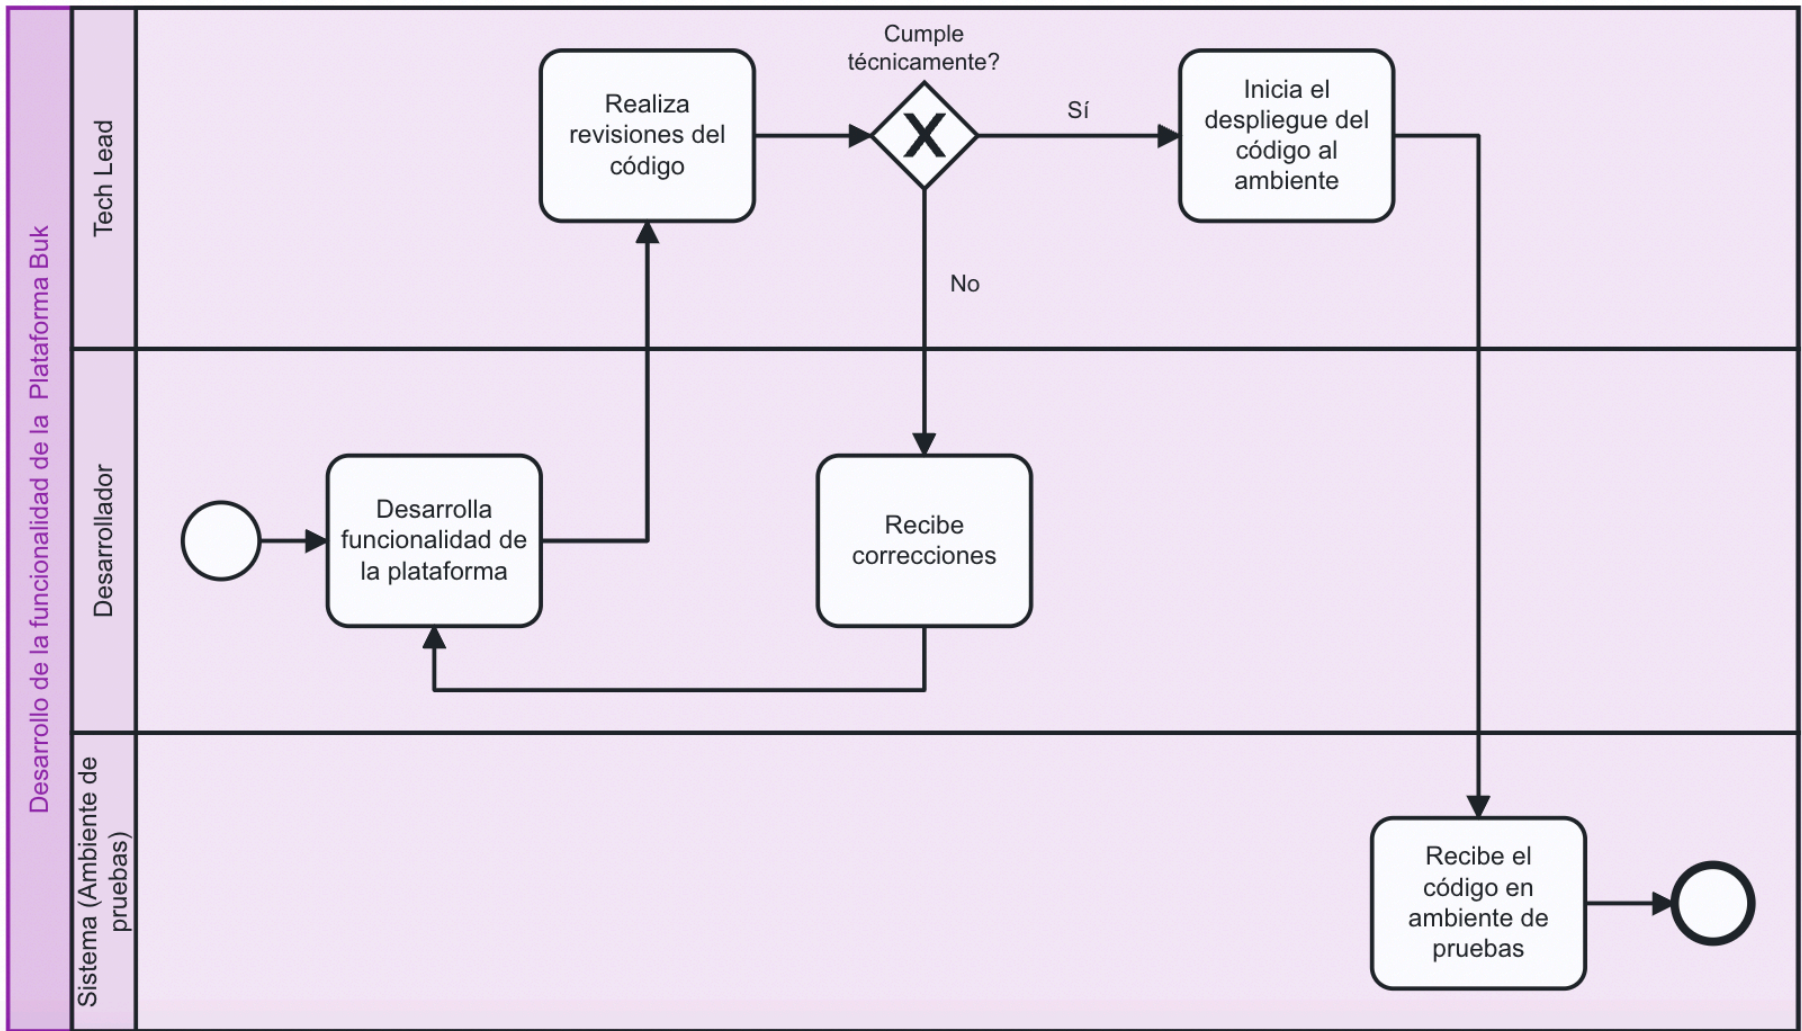 Desarrollo de la funcionalidad de la Plataforma Buk
Tech Lead
Realiza
revisiones del
código
Cumple
técnicamente?
Sí
No
Inicia el
despliegue del
código al
ambiente
Desarrollador
Desarrolla
funcionalidad de
la plataforma
Recibe
correcciones
Sistema (Ambiente de
pruebas)
Recibe el
código en
ambiente de
pruebas